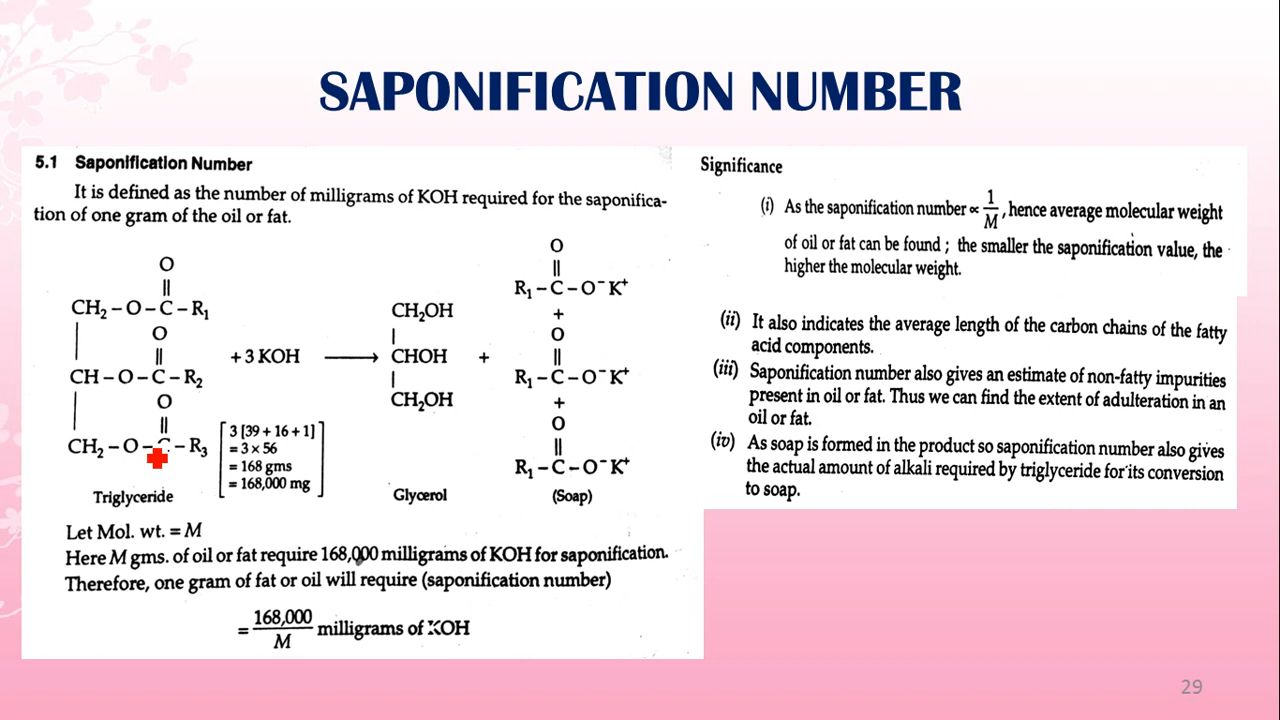 SAPONIFICATION NUMBER
5.1 Saponification Number
It is defined as the number of milligrams of KOH required for the saponifica-
tion of one gram of the oil or fat.
O
||
CH₂ – O – C – R₁
|
O
||
CH – O – C – R₂
|
O
||
CH₂ – O – – R₃
Triglyceride
+ 3 KOH ⟶
3 [39 + 16 + 1]
= 3 × 56
= 168 gms
= 168,000 mg
CH₂OH
|
CHOH
|
CH₂OH
Glycerol
+
O
||
R₁ – C – O⁻ K⁺
+
O
||
R₁ – C – O⁻ K⁺
+
O
||
R₁ – C – O⁻ K⁺
(Soap)
Let Mol. wt. = M
Here M gms. of oil or fat require 168,000 milligrams of KOH for saponification.
Therefore, one gram of fat or oil will require (saponification number)
= 168,000/M milligrams of KOH
Significance
(i) As the saponification number ∝ 1/M, hence average molecular weight
of oil or fat can be found ; the smaller the saponification value, the
higher the molecular weight.
(ii) It also indicates the average length of the carbon chains of the fatty
acid components.
(iii) Saponification number also gives an estimate of non-fatty impurities
present in oil or fat. Thus we can find the extent of adulteration in an
oil or fat.
(iv) As soap is formed in the product so saponification number also gives
the actual amount of alkali required by triglyceride for its conversion
to soap.
29